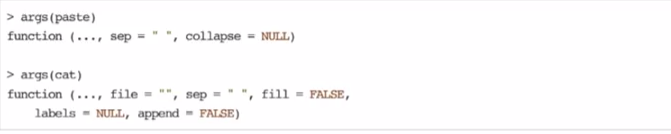 > args(paste)
function (..., sep = " ", collapse = NULL)
> args(cat)
function (..., file = "", sep = " ", fill = FALSE,
    labels = NULL, append = FALSE)